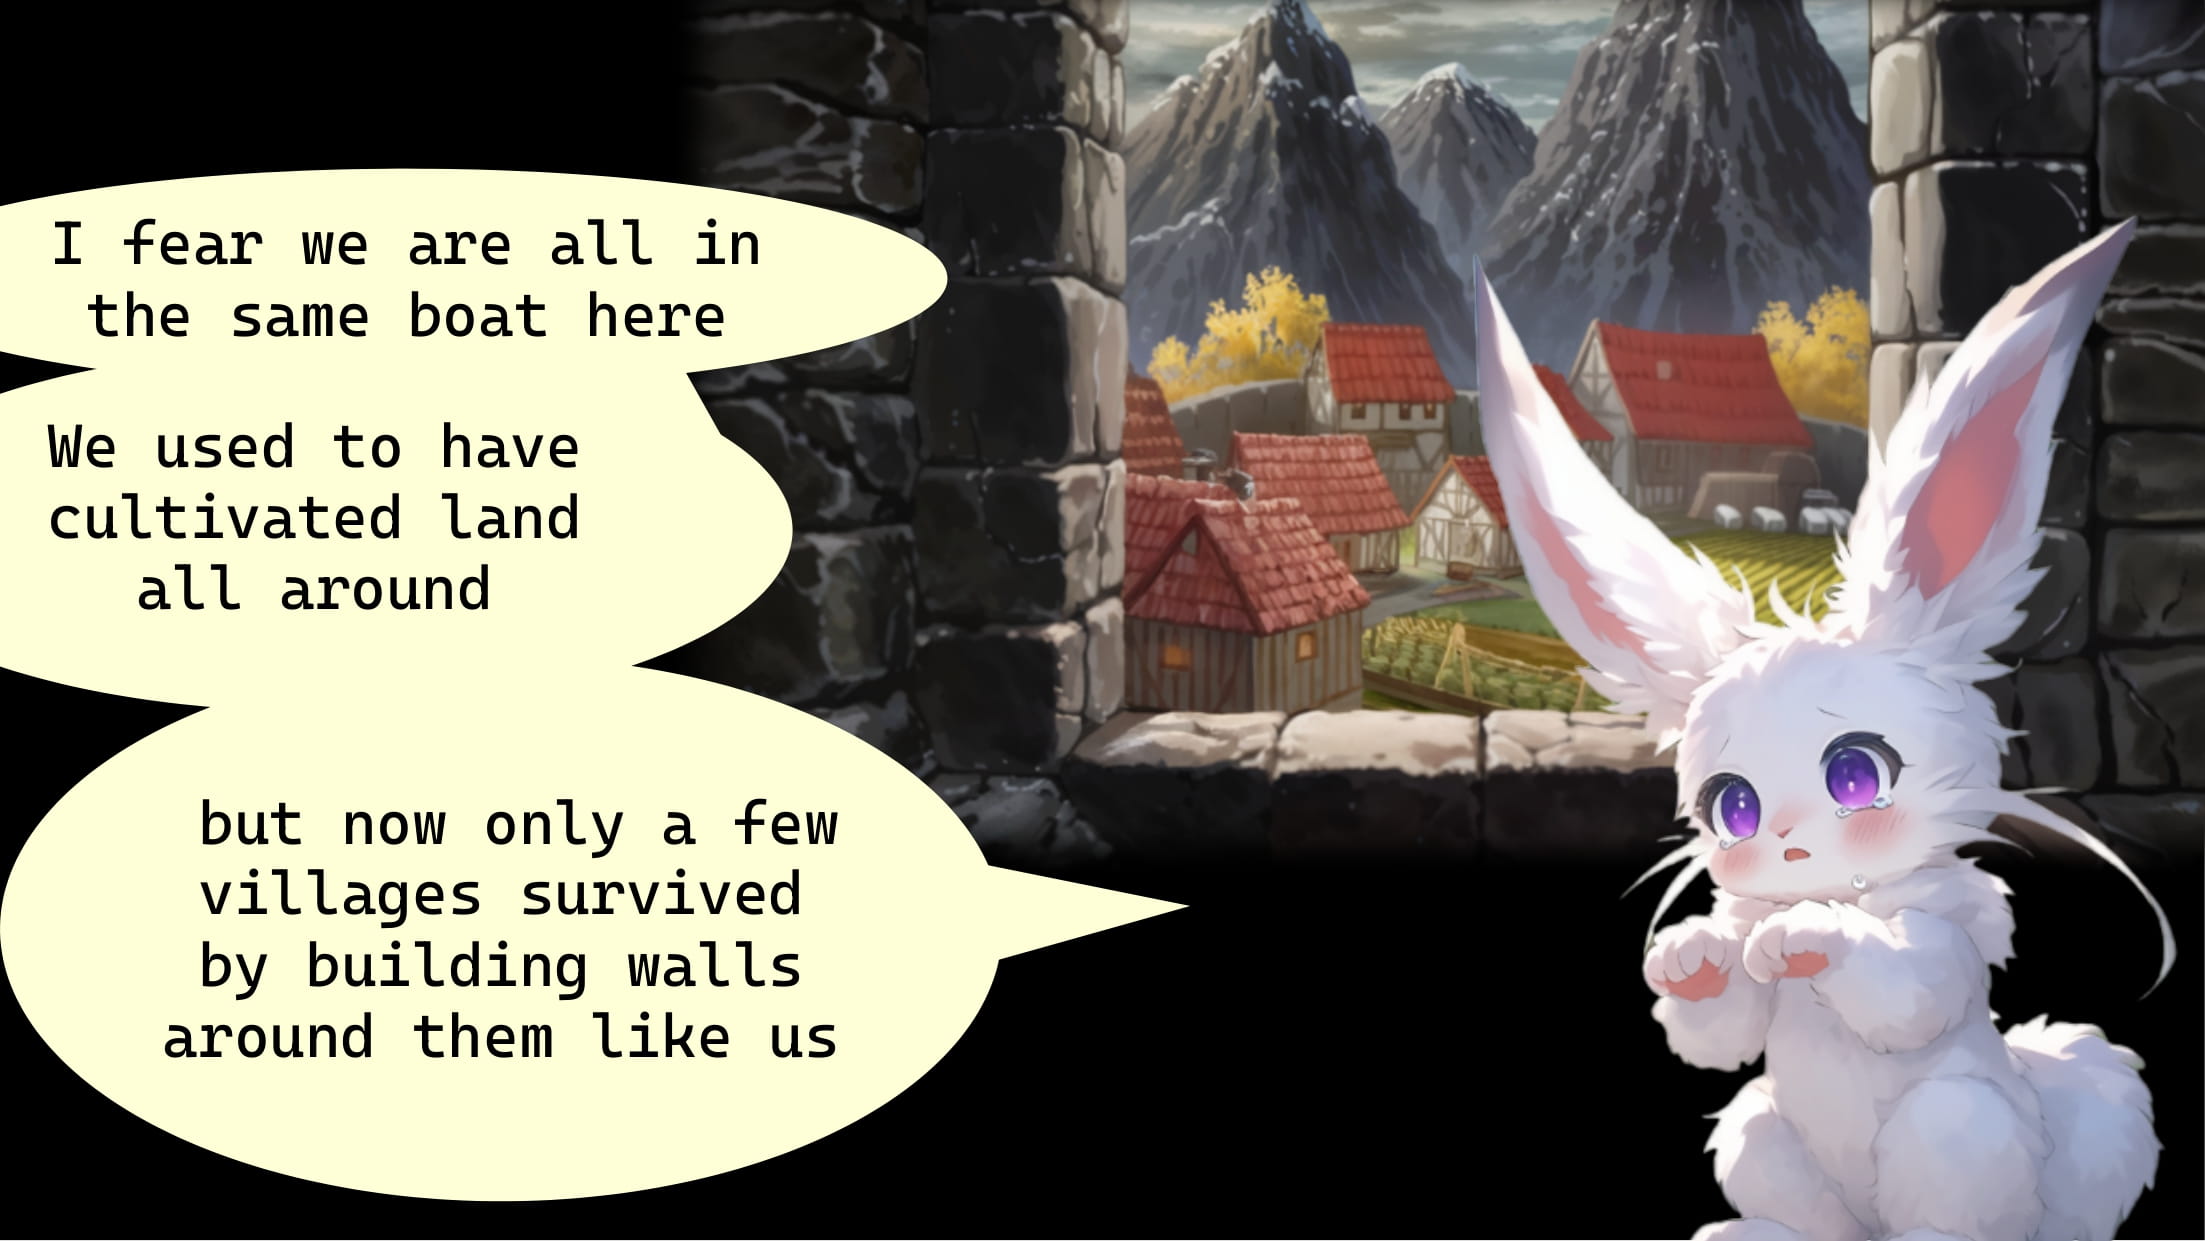 I fear we are all in
the same boat here
We used to have
cultivated land
all around
but now only a few
villages survived
by building walls
around them like us